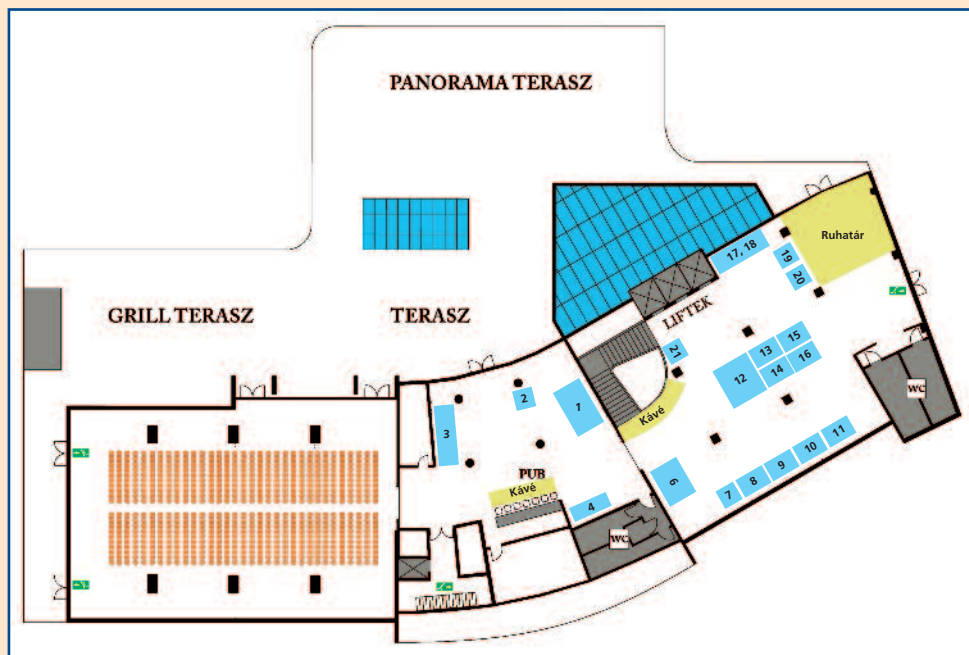 PANORAMA TERASZ
Ruhatár
17, 18
19
20
GRILL TERASZ
TERASZ
LIFTEK
21
13
15
12
14
16
WC
1
2
3
Kávé
PUB
Kávé
4
6
7
8
9
10
11
WC